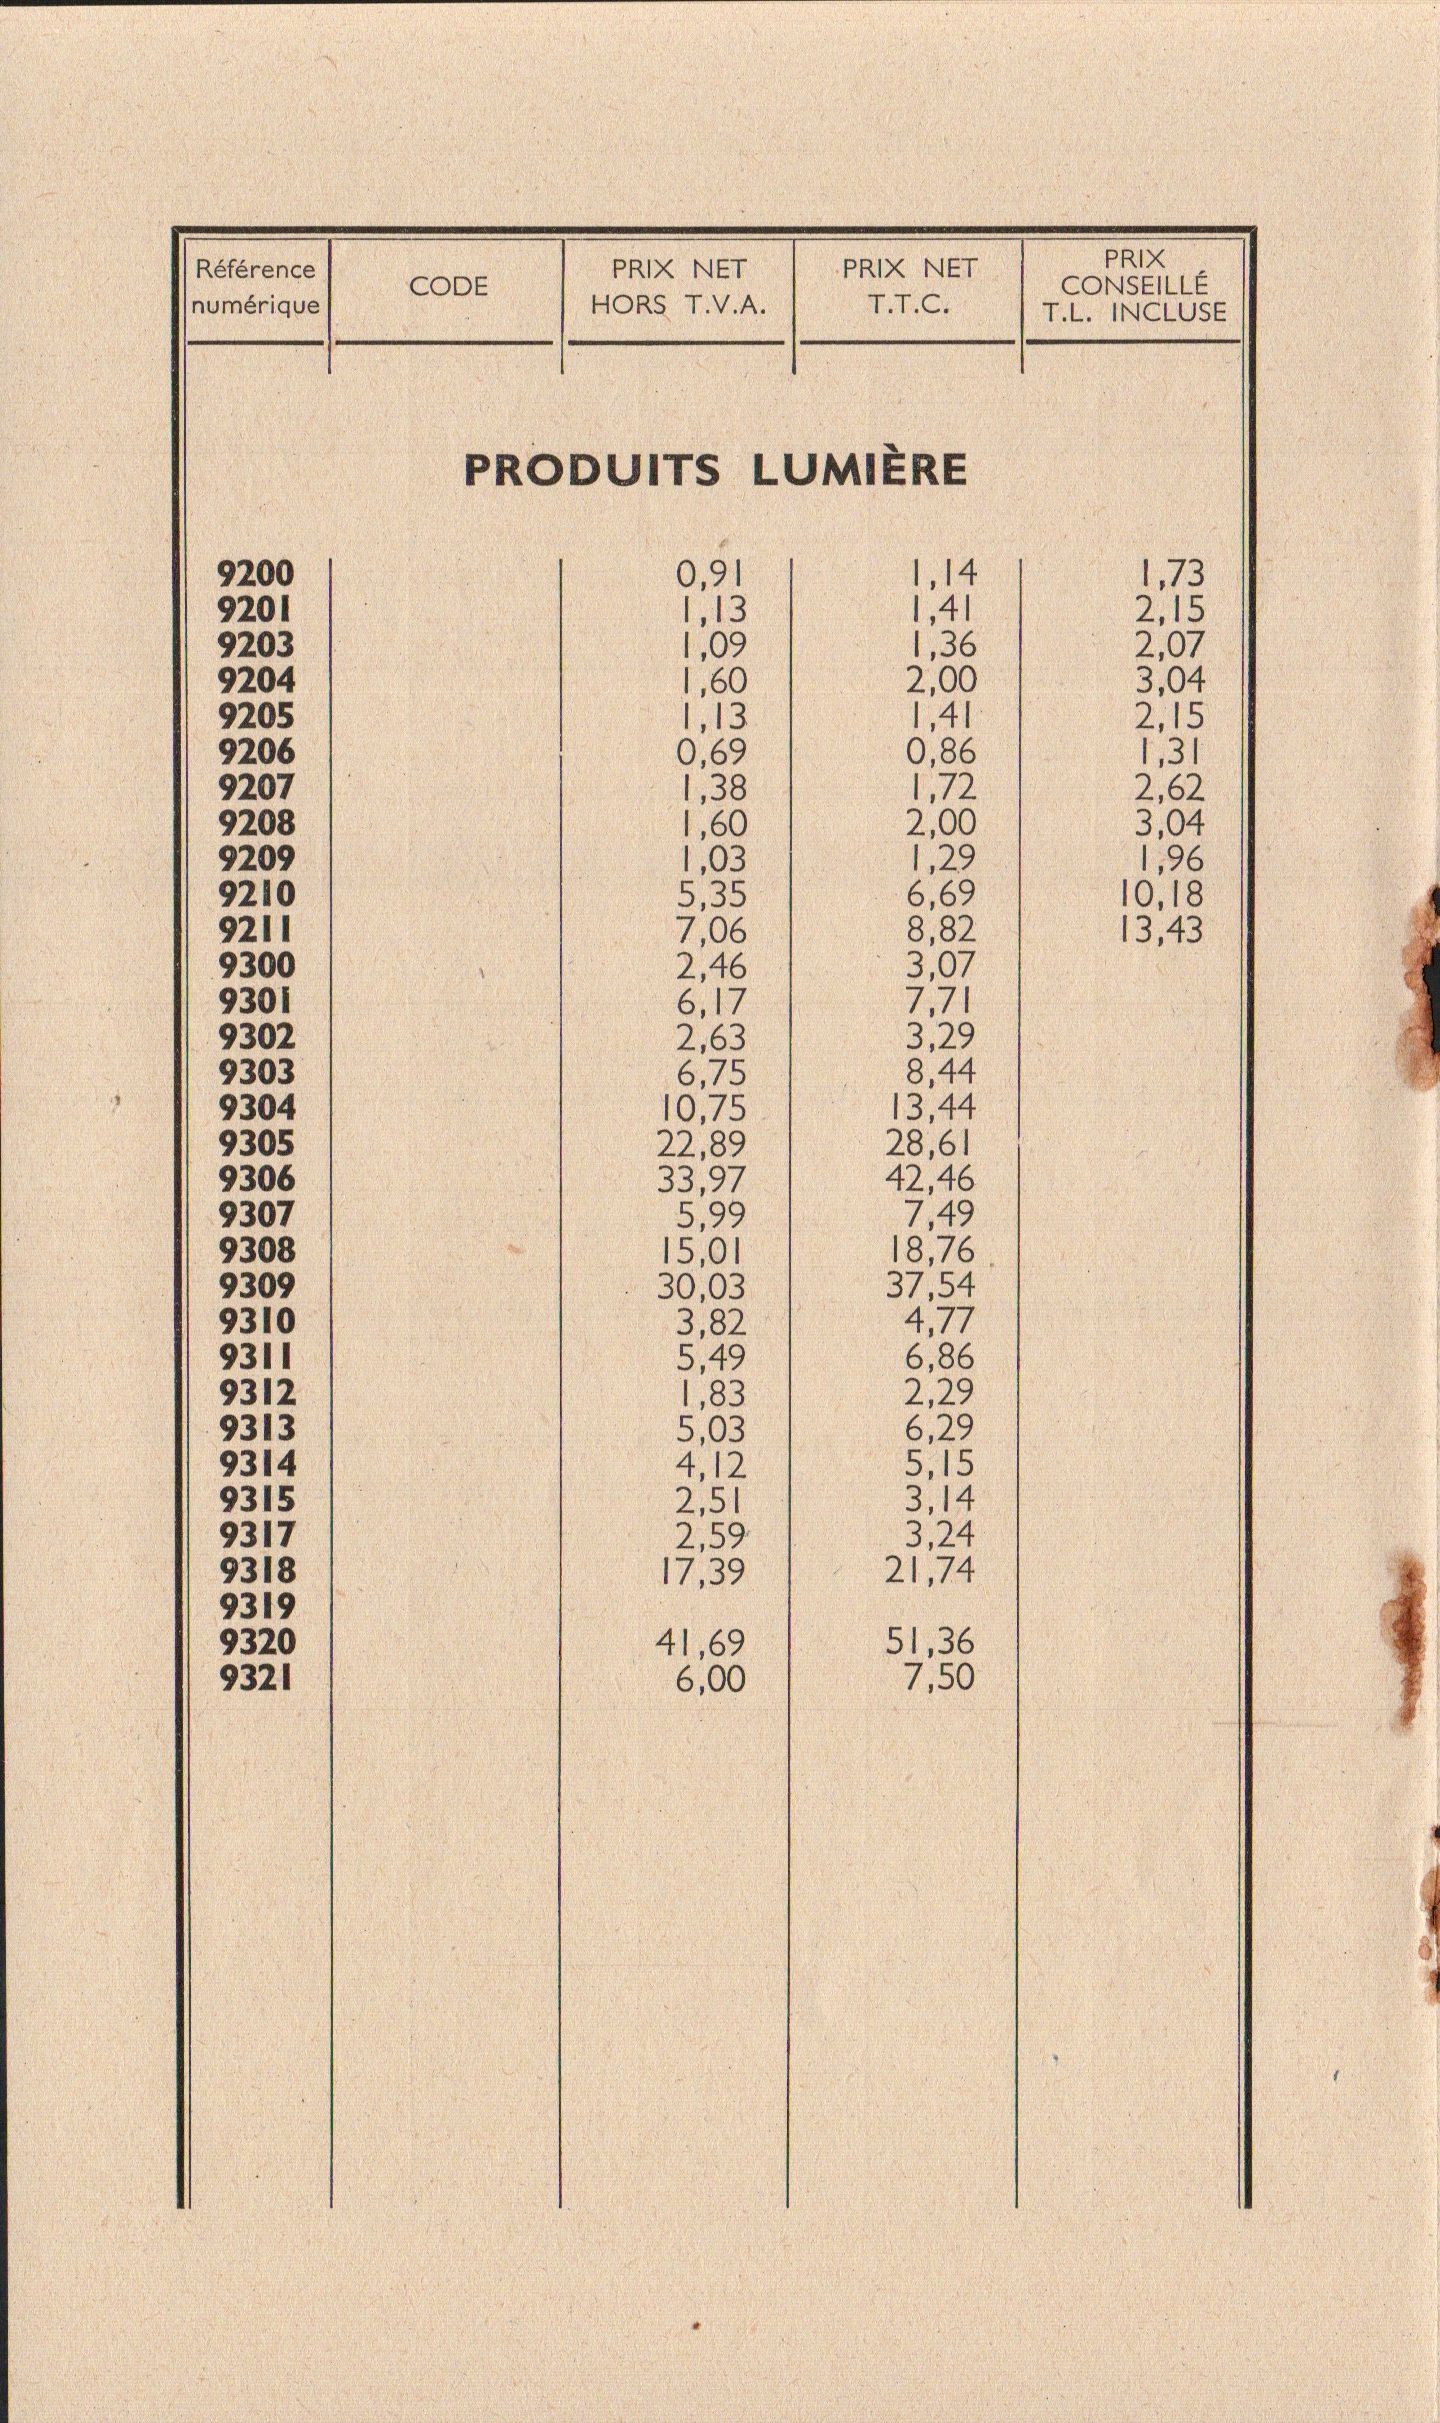 Référence numérique CODE PRIX NET HORS T.V.A. PRIX NET T.T.C. PRIX CONSEILLÉ T.L. INCLUSE
PRODUITS LUMIÈRE
9200 0,91 1,14 1,73
9201 1,13 1,41 2,15
9203 1,09 1,36 2,07
9204 1,60 2,00 3,04
9205 1,13 1,41 2,15
9206 0,69 0,86 1,31
9207 1,38 1,72 2,62
9208 1,60 2,00 3,04
9209 1,03 1,29 1,96
9210 5,35 6,69 10,18
9211 7,06 8,82 13,43
9300 2,46 3,07
9301 6,17 7,71
9302 2,63 3,29
9303 6,75 8,44
9304 10,75 13,44
9305 22,89 28,61
9306 33,97 42,46
9307 5,99 7,49
9308 15,01 18,76
9309 30,03 37,54
9310 3,82 4,77
9311 5,49 6,86
9312 1,83 2,29
9313 5,03 6,29
9314 4,12 5,15
9315 2,51 3,14
9317 2,59 3,24
9318 17,39 21,74
9319
9320 41,69 51,36
9321 6,00 7,50